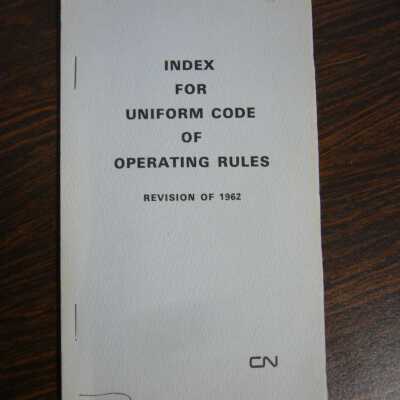 INDEX
FOR
UNIFORM CODE
OF
OPERATING RULES
REVISION OF 1962
CN